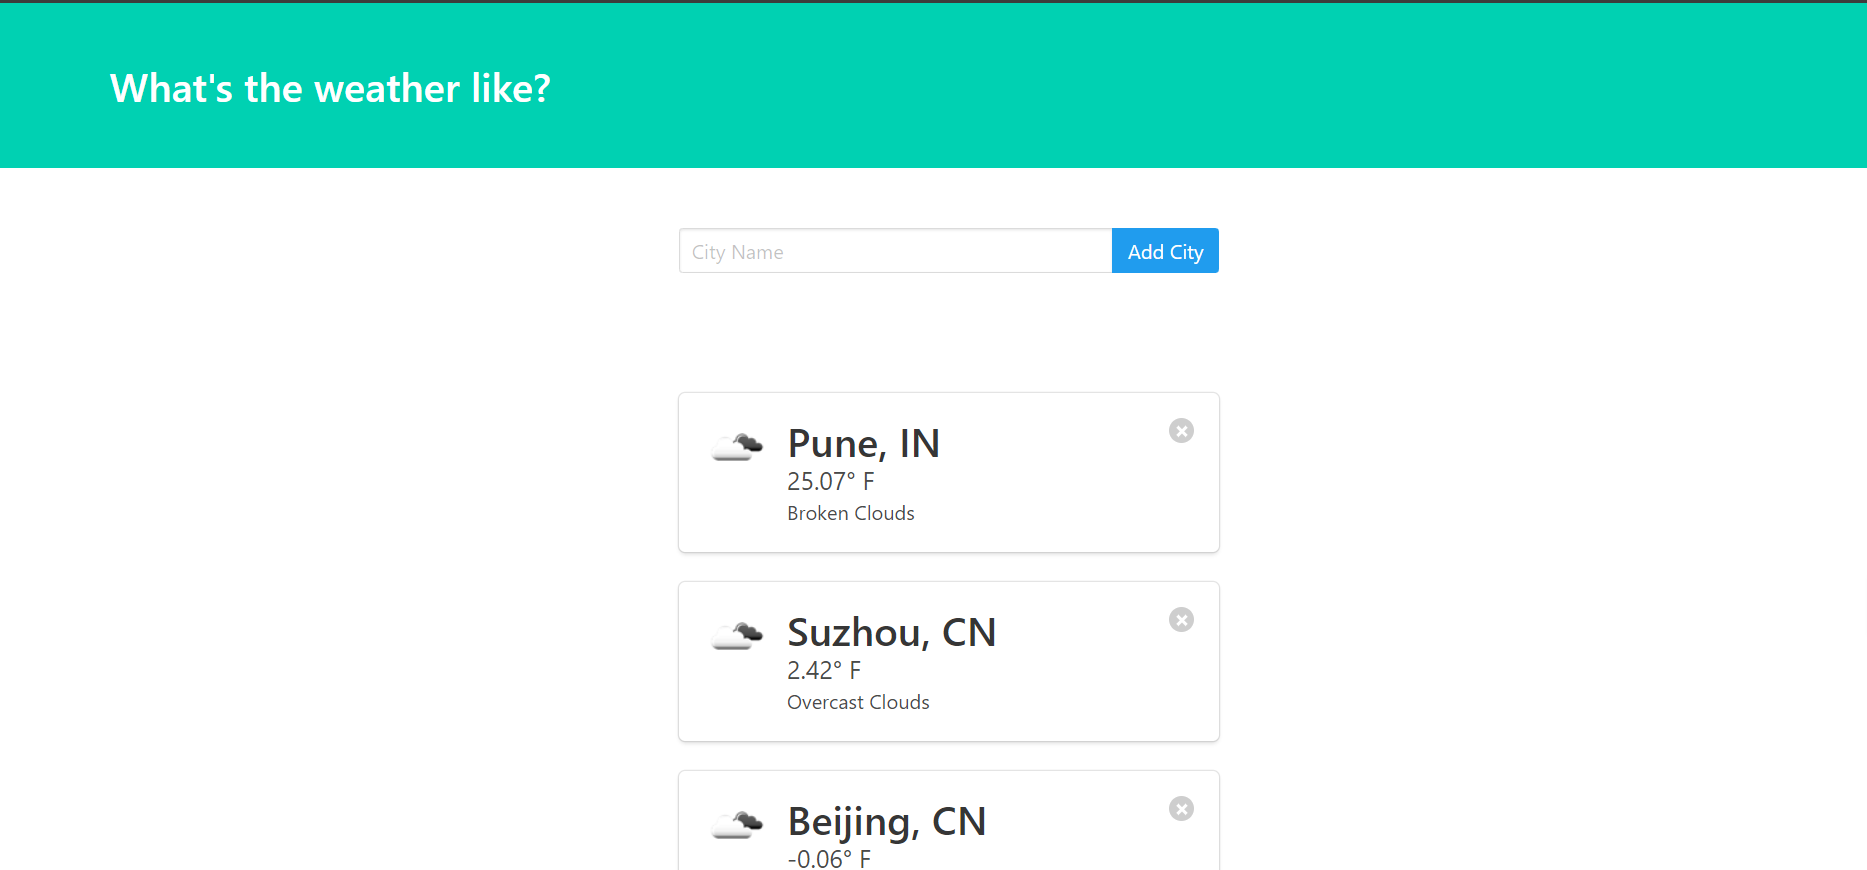 What's the weather like?
City Name
Add City
Pune, IN
25.07° F
Broken Clouds
Suzhou, CN
2.42° F
Overcast Clouds
Beijing, CN
-0.06° F